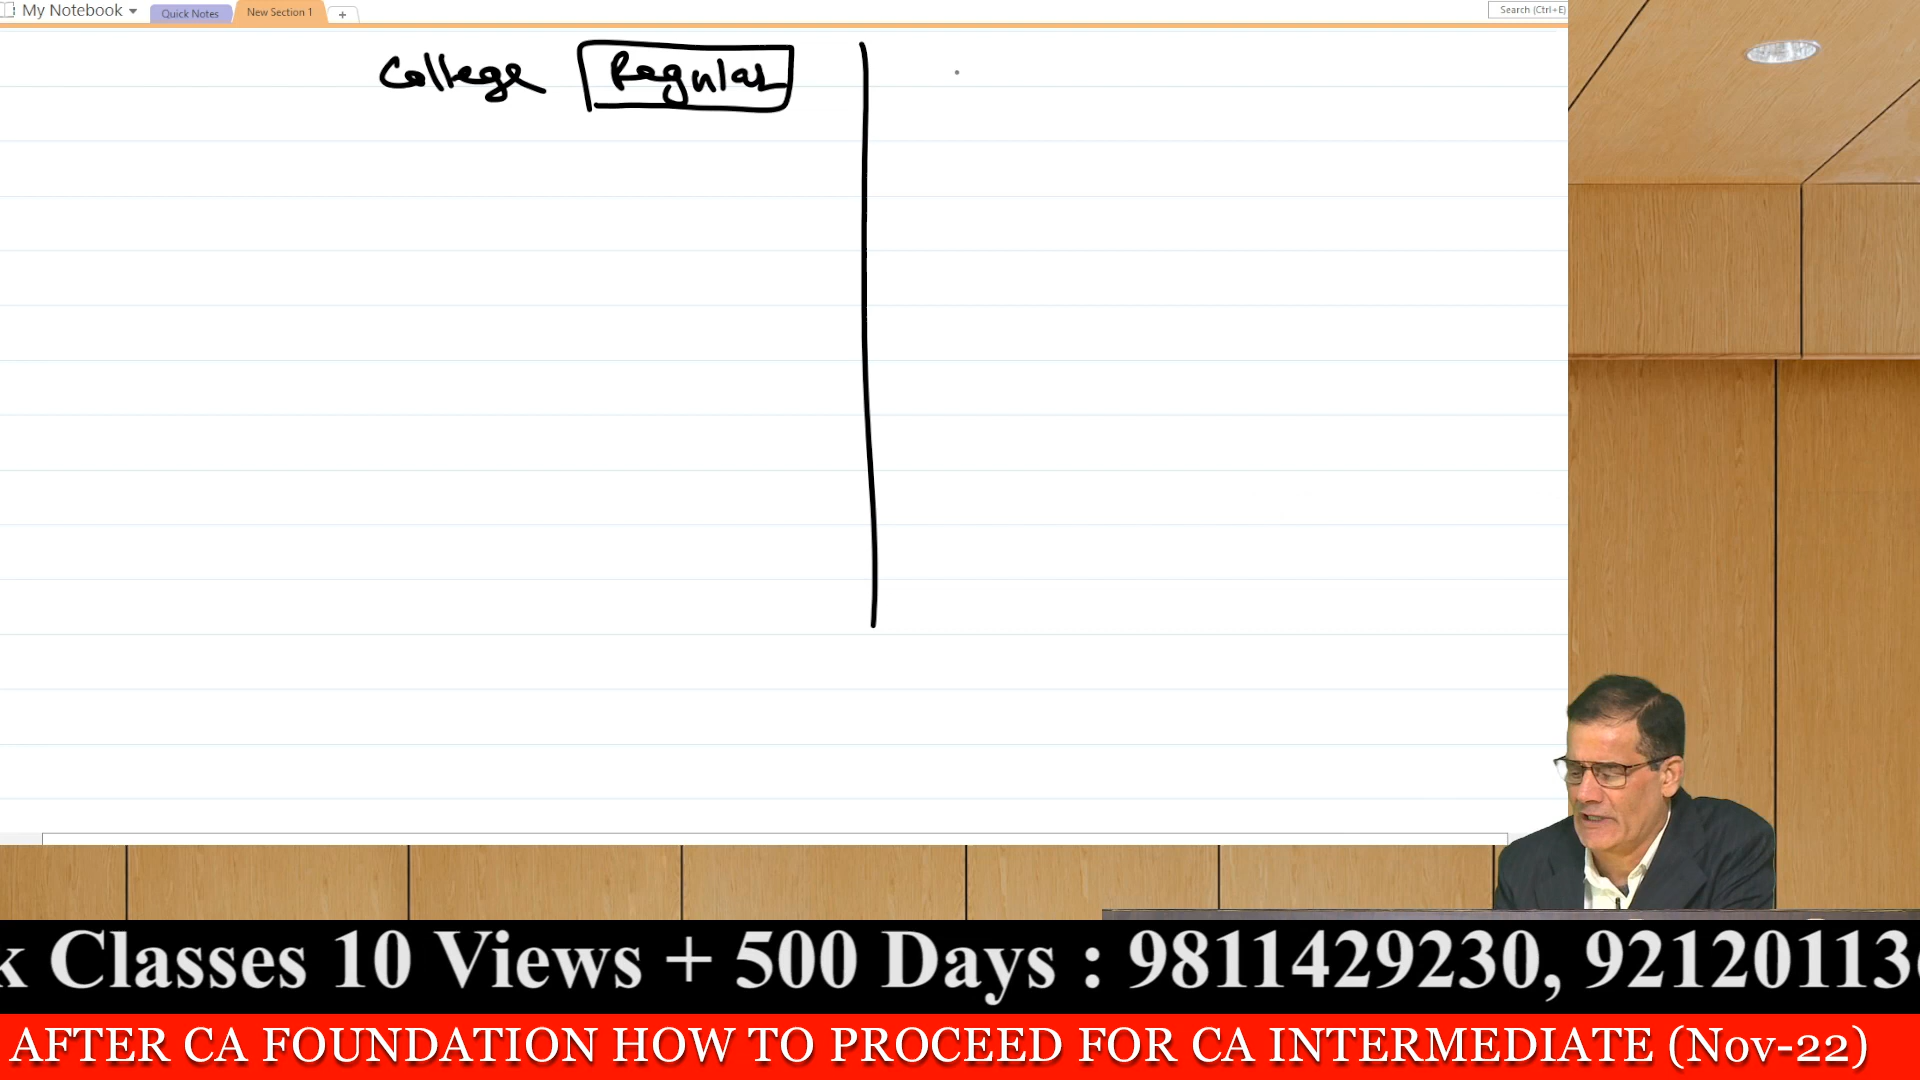 My Notebook
Quick Notes
New Section 1
Search (Ctrl+E)
College Regular
Classes 10 Views + 500 Days : 9811429230, 921201136
AFTER CA FOUNDATION HOW TO PROCEED FOR CA INTERMEDIATE (Nov-22)